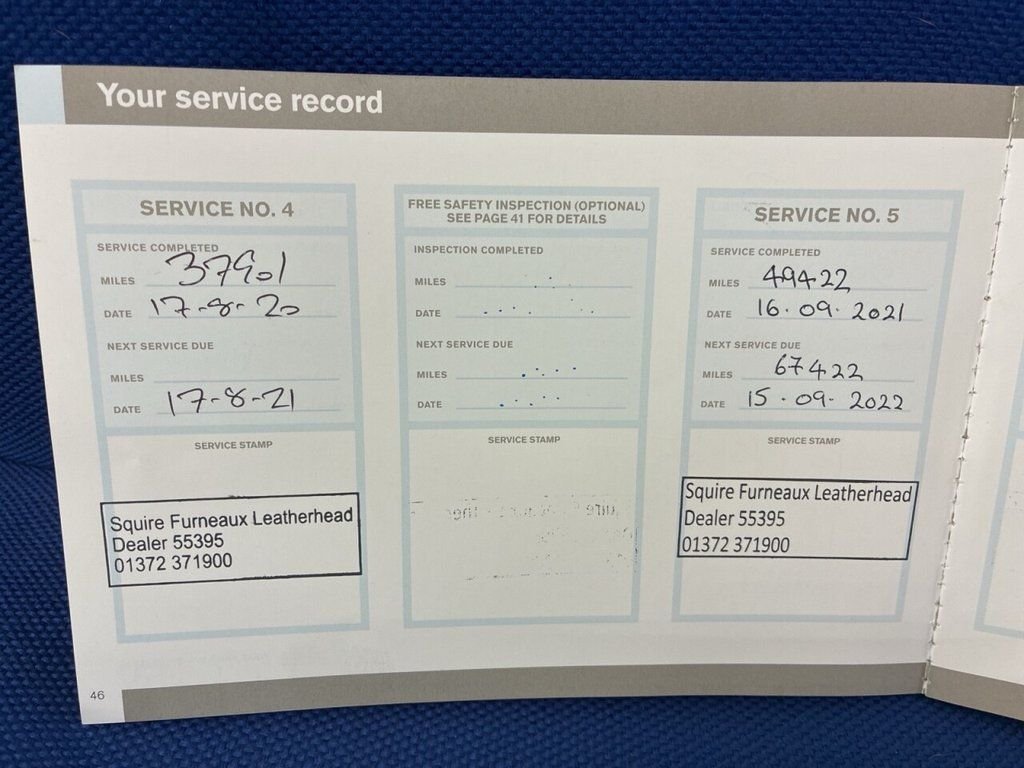 Your service record
SERVICE NO. 4
SERVICE COMPLETED
MILES 37901
DATE 17-8-20
NEXT SERVICE DUE
MILES
DATE 17-8-21
SERVICE STAMP
Squire Furneaux Leatherhead
Dealer 55395
01372 371900
FREE SAFETY INSPECTION (OPTIONAL)
SEE PAGE 41 FOR DETAILS
INSPECTION COMPLETED
MILES
DATE
NEXT SERVICE DUE
MILES
DATE
SERVICE STAMP
SERVICE NO. 5
SERVICE COMPLETED
MILES 49422
DATE 16.09.2021
NEXT SERVICE DUE
MILES 67422
DATE 15.09.2022
SERVICE STAMP
Squire Furneaux Leatherhead
Dealer 55395
01372 371900
46